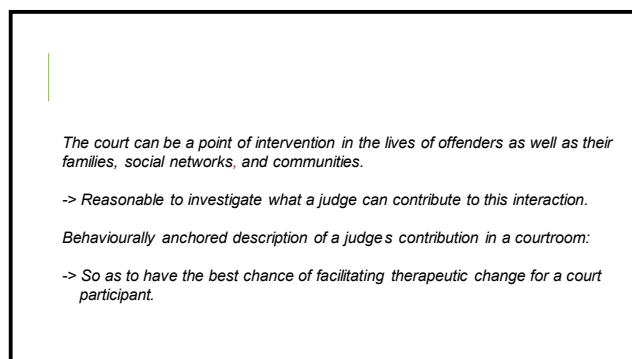 The court can be a point of intervention in the lives of offenders as well as their
families, social networks, and communities.
-> Reasonable to investigate what a judge can contribute to this interaction.
Behaviourally anchored description of a judge s contribution in a courtroom:
-> So as to have the best chance of facilitating therapeutic change for a court
participant.